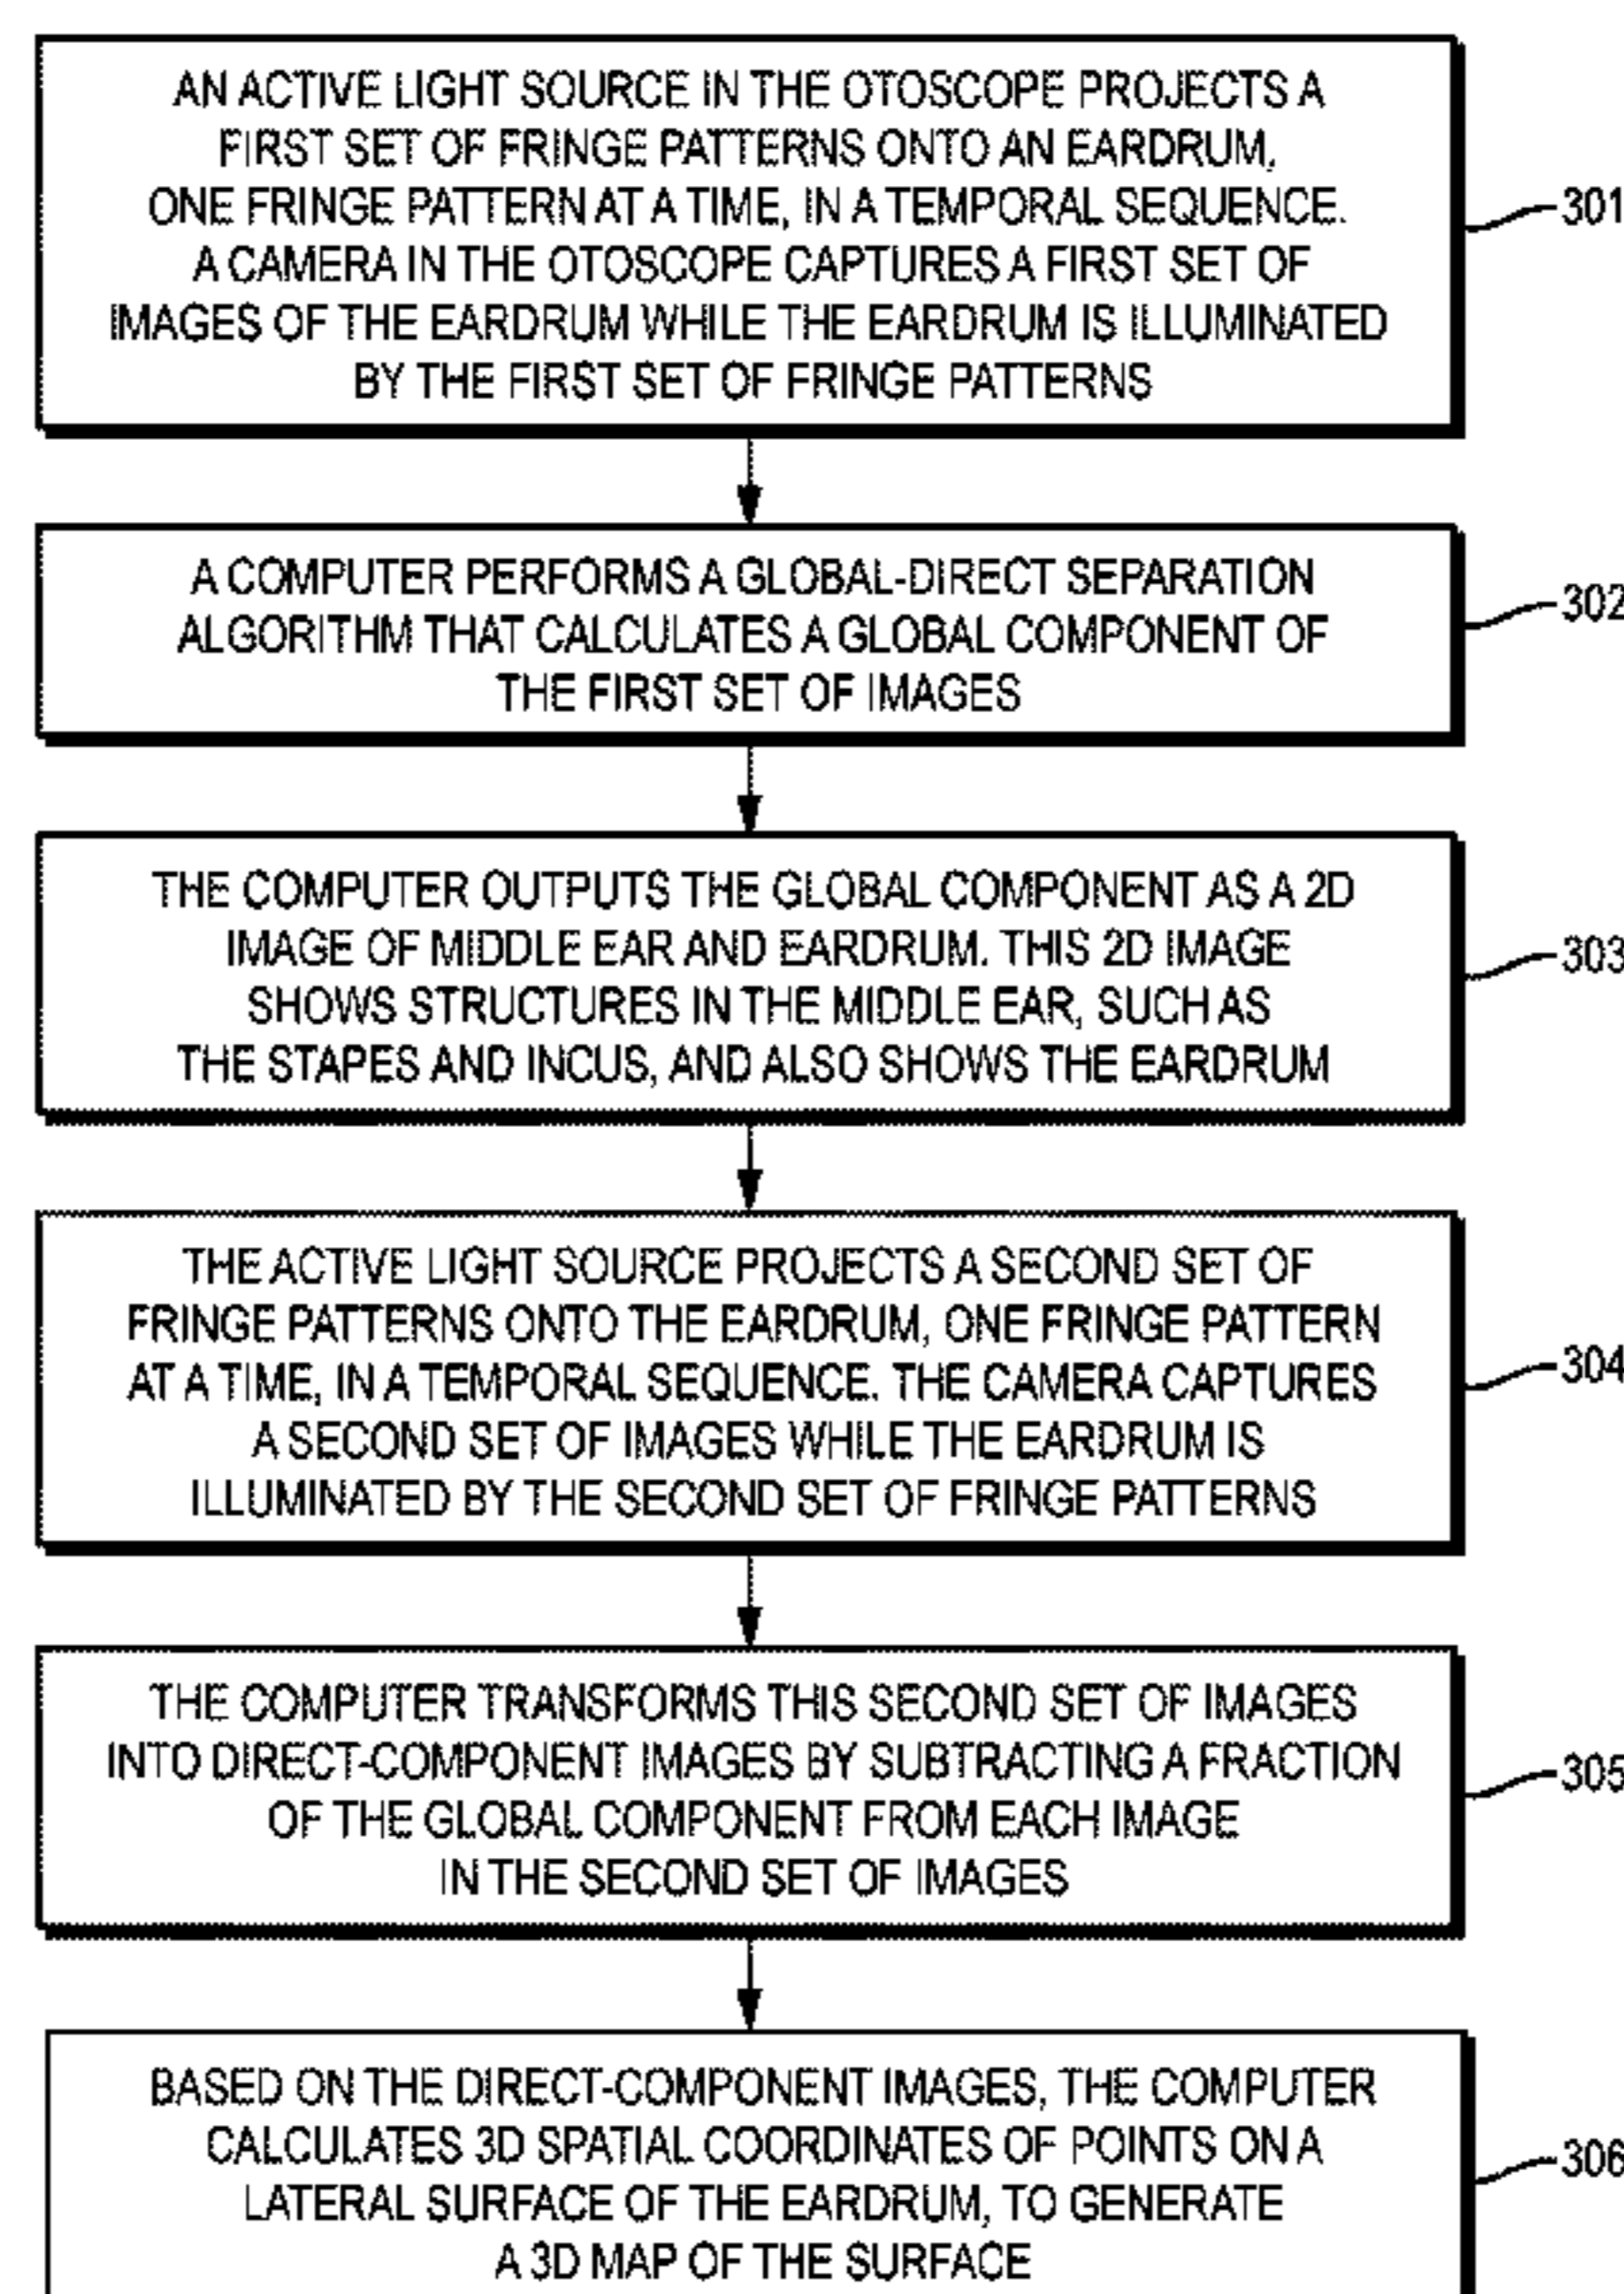 AN ACTIVE LIGHT SOURCE IN THE OTOSCOPE PROJECTS A
FIRST SET OF FRINGE PATTERNS ONTO AN EARDRUM,
ONE FRINGE PATTERN AT A TIME, IN A TEMPORAL SEQUENCE.
A CAMERA IN THE OTOSCOPE CAPTURES A FIRST SET OF
IMAGES OF THE EARDRUM WHILE THE EARDRUM IS ILLUMINATED
BY THE FIRST SET OF FRINGE PATTERNS
301
A COMPUTER PERFORMS A GLOBAL-DIRECT SEPARATION
ALGORITHM THAT CALCULATES A GLOBAL COMPONENT OF
THE FIRST SET OF IMAGES
302
THE COMPUTER OUTPUTS THE GLOBAL COMPONENT AS A 2D
IMAGE OF MIDDLE EAR AND EARDRUM. THIS 2D IMAGE
SHOWS STRUCTURES IN THE MIDDLE EAR, SUCH AS
THE STAPES AND INCUS, AND ALSO SHOWS THE EARDRUM
303
THE ACTIVE LIGHT SOURCE PROJECTS A SECOND SET OF
FRINGE PATTERNS ONTO THE EARDRUM, ONE FRINGE PATTERN
AT A TIME, IN A TEMPORAL SEQUENCE. THE CAMERA CAPTURES
A SECOND SET OF IMAGES WHILE THE EARDRUM IS
ILLUMINATED BY THE SECOND SET OF FRINGE PATTERNS
304
THE COMPUTER TRANSFORMS THIS SECOND SET OF IMAGES
INTO DIRECT-COMPONENT IMAGES BY SUBTRACTING A FRACTION
OF THE GLOBAL COMPONENT FROM EACH IMAGE
IN THE SECOND SET OF IMAGES
305
BASED ON THE DIRECT-COMPONENT IMAGES, THE COMPUTER
CALCULATES 3D SPATIAL COORDINATES OF POINTS ON A
LATERAL SURFACE OF THE EARDRUM, TO GENERATE
A 3D MAP OF THE SURFACE
306